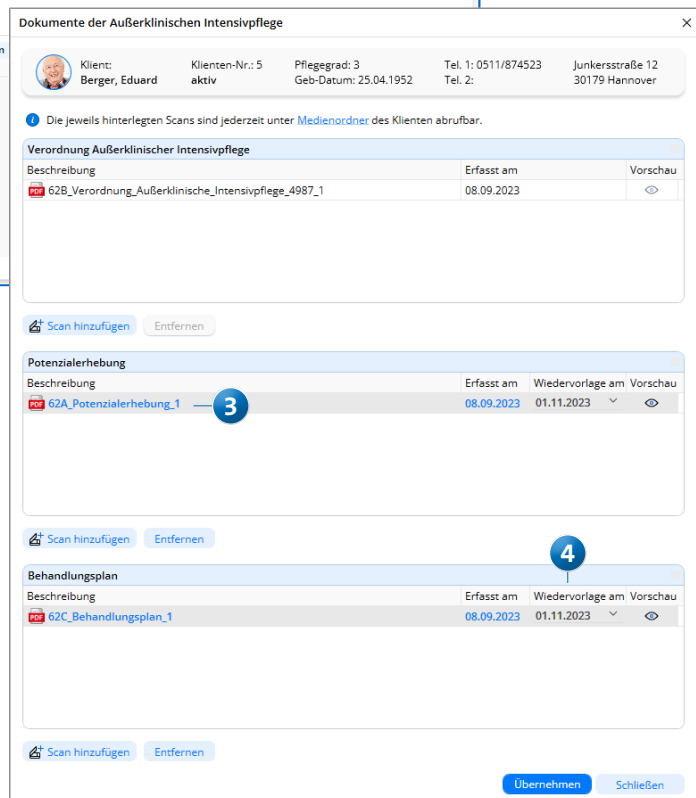 Dokumente der Außerklinischen Intensivpflege
n
Klient: Klienten-Nr.: 5 Pflegegrad: 3 Tel. 1: 0511/874523 Junkersstraße 12
Berger, Eduard aktiv Geb-Datum: 25.04.1952 Tel. 2: 30179 Hannover
i Die jeweils hinterlegten Scans sind jederzeit unter Medienordner des Klienten abrufbar.
Verordnung Außerklinischer Intensivpflege
Beschreibung Erfasst am Vorschau
PDF 62B_Verordnung_Außerklinische_Intensivpflege_4987_1 08.09.2023
Scan hinzufügen Entfernen
Potenzialerhebung
Beschreibung Erfasst am Wiedervorlage am Vorschau
PDF 62A_Potenzialerhebung_1 3 08.09.2023 01.11.2023
Scan hinzufügen Entfernen
4
Behandlungsplan
Beschreibung Erfasst am Wiedervorlage am Vorschau
PDF 62C_Behandlungsplan_1 08.09.2023 01.11.2023
Scan hinzufügen Entfernen
Übernehmen Schließen